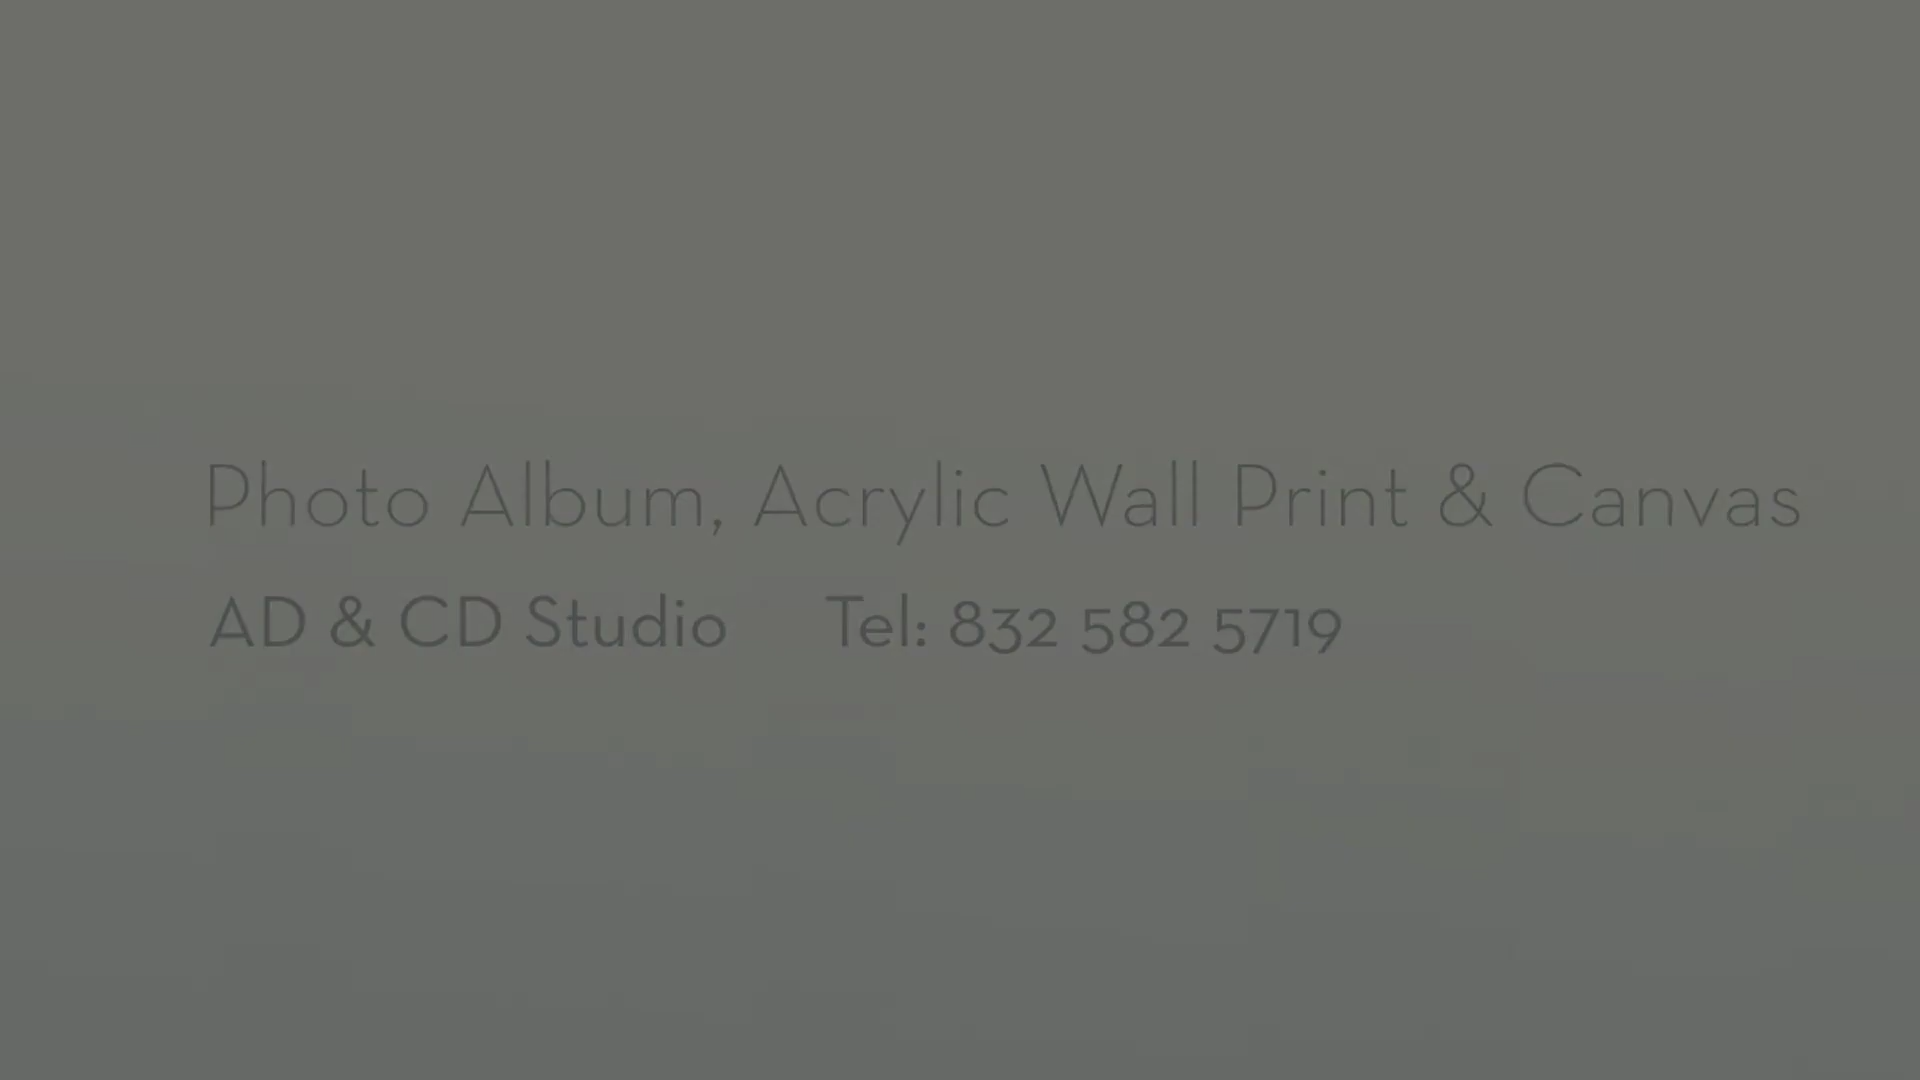 Photo Album, Acrylic Wall Print & Canvas
AD & CD Studio Tel: 832 582 5719